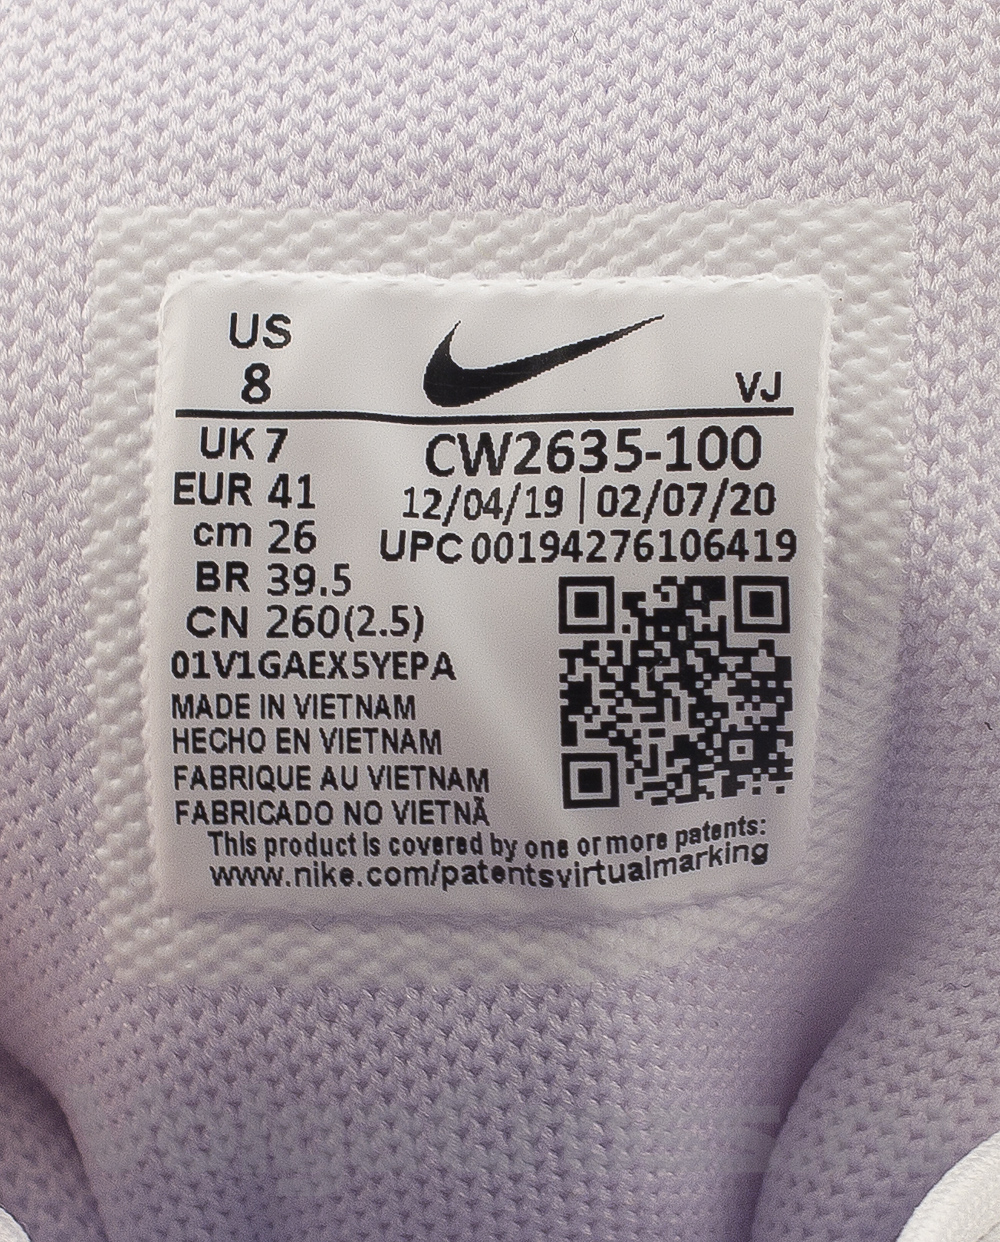 US
8
VJ
UK 7
CW2635-100
EUR 41
12/04/19 | 02/07/20
cm 26
UPC 00194276106419
BR 39.5
CN 260(2.5)
01V1GAEX5YEPA
MADE IN VIETNAM
HECHO EN VIETNAM
FABRIQUE AU VIETNAM
FABRICADO NO VIETNÃ
This product is covered by one or more patents:
www.nike.com/patentsvirtualmarking